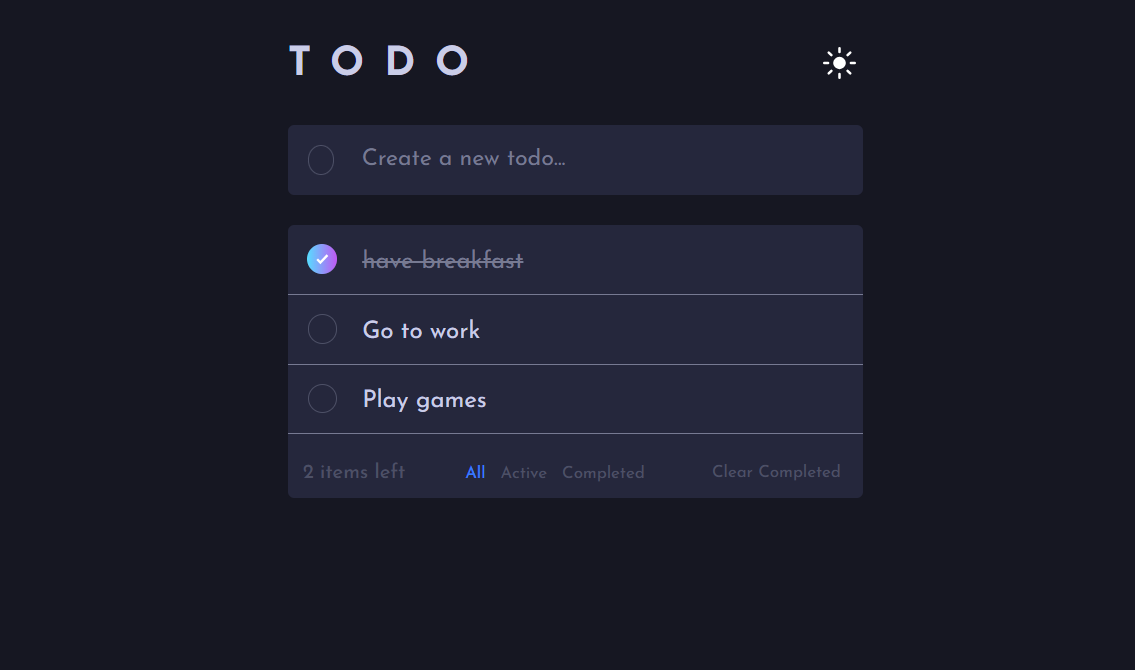 TODO
Create a new todo...
have breakfast
Go to work
Play games
2 items left All Active Completed Clear Completed